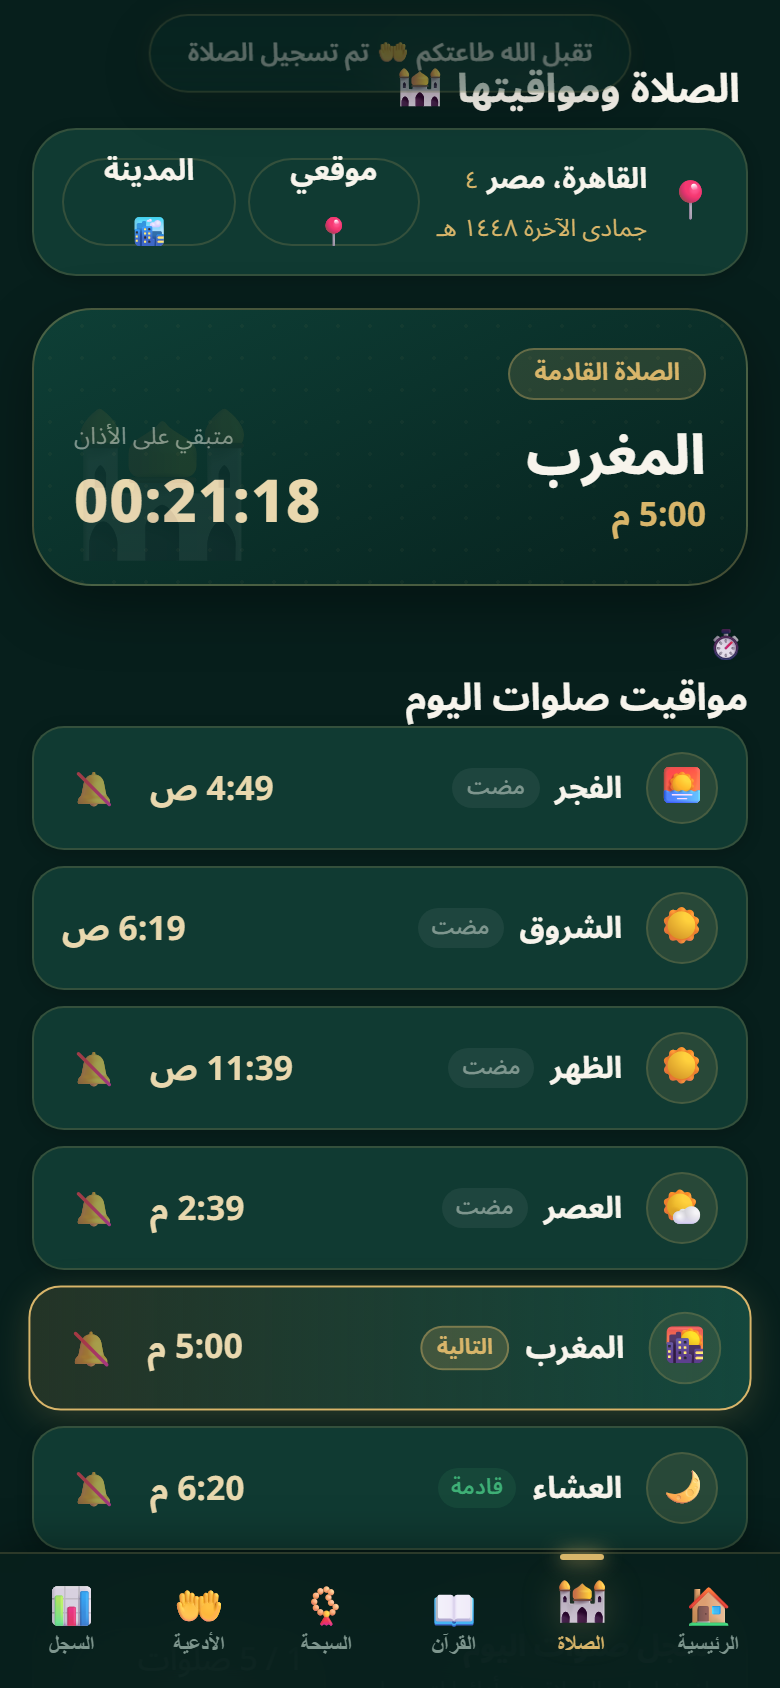 تقبل الله طاعتكم 🤲 تم تسجيل الصلاة
الصلاة ومواقيتها 🕌
القاهرة، مصر ٤
جمادى الآخرة ١٤٤٨ هـ
موقعي 📍
المدينة 🏙️
الصلاة القادمة
المغرب
5:00 م
متبقي على الأذان
00:21:18
⏱️
مواقيت صلوات اليوم
الفجر مضت 4:49 ص
الشروق مضت 6:19 ص
الظهر مضت 11:39 ص
العصر مضت 2:39 م
المغرب التالية 5:00 م
العشاء قادمة 6:20 م
الرئيسية
الصلاة
القرآن
السبحة
الأدعية
السجل